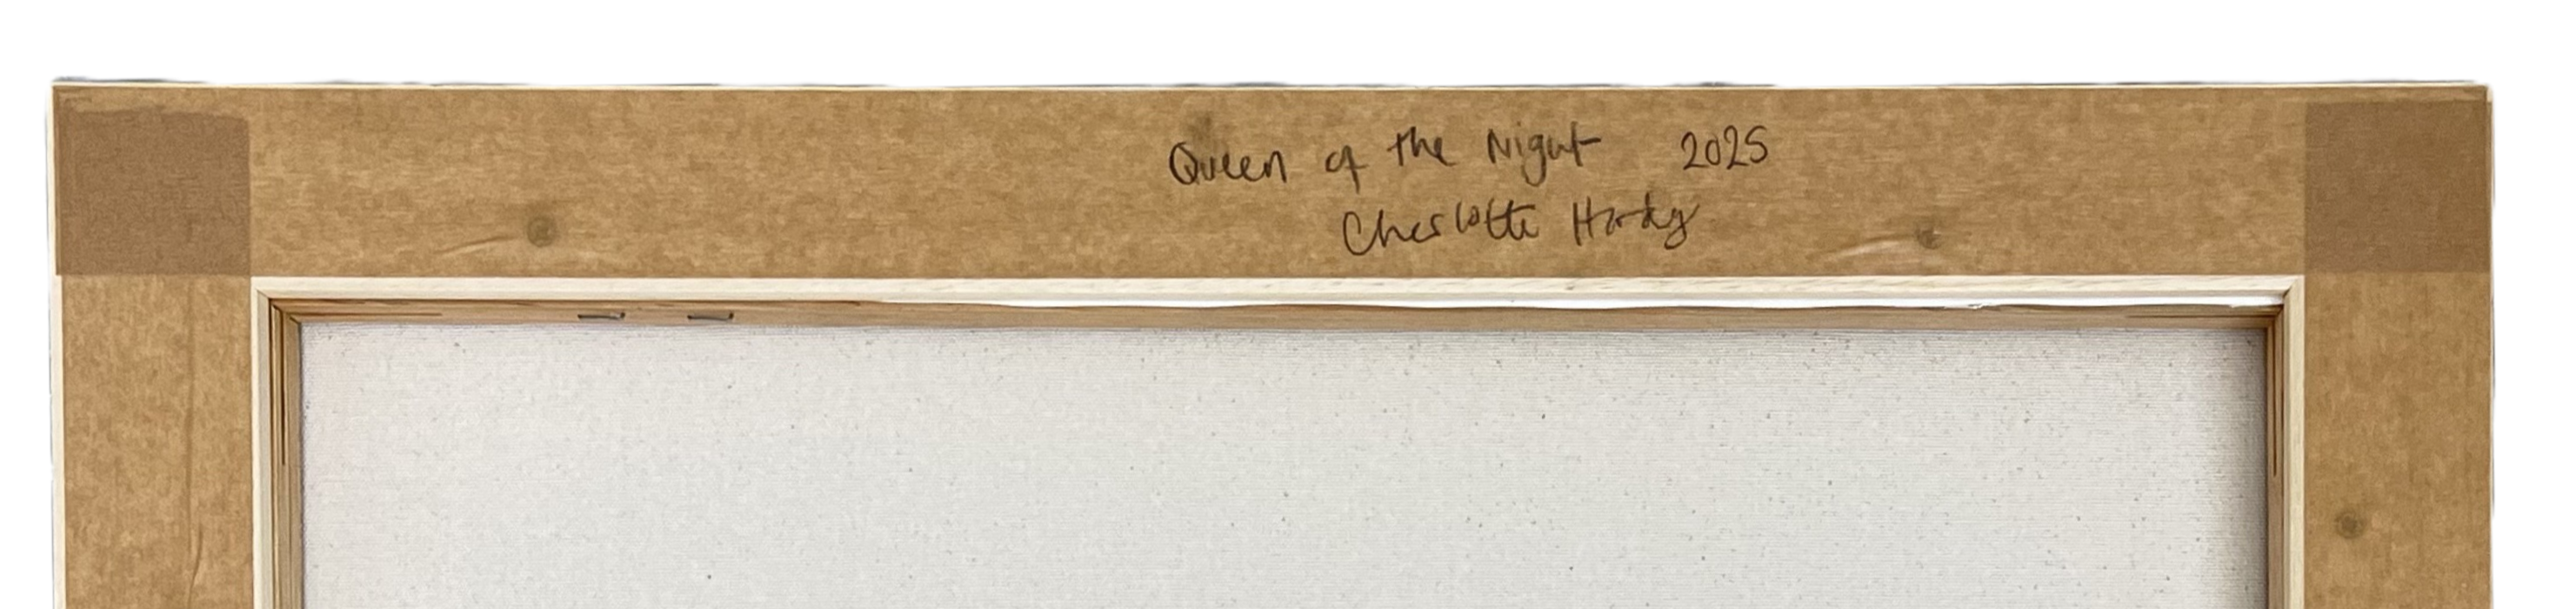 Queen of the Night 2025
Charlotte Hardy